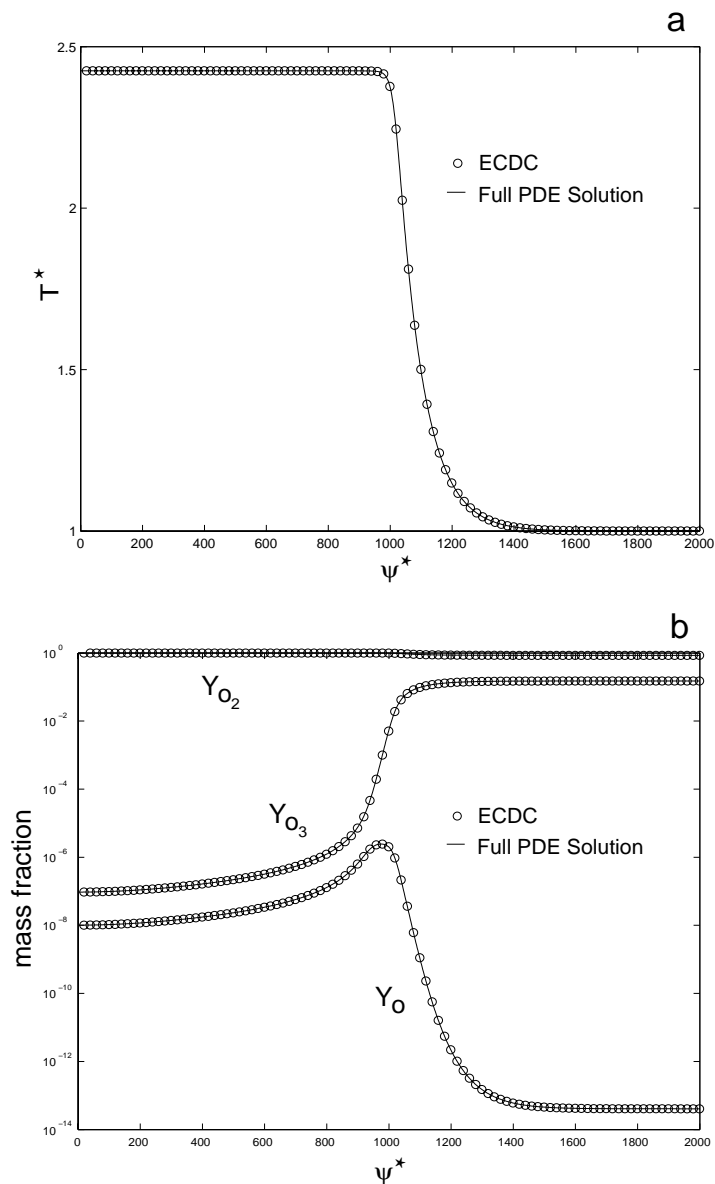 a
2.5
2
1.5
1
T*
ECDC
Full PDE Solution
0 200 400 600 800 1000 1200 1400 1600 1800 2000
ψ*
b
10^0
10^-2
10^-4
10^-6
10^-8
10^-10
10^-12
10^-14
mass fraction
Y_O2
Y_O3
Y_O
ECDC
Full PDE Solution
0 200 400 600 800 1000 1200 1400 1600 1800 2000
ψ*